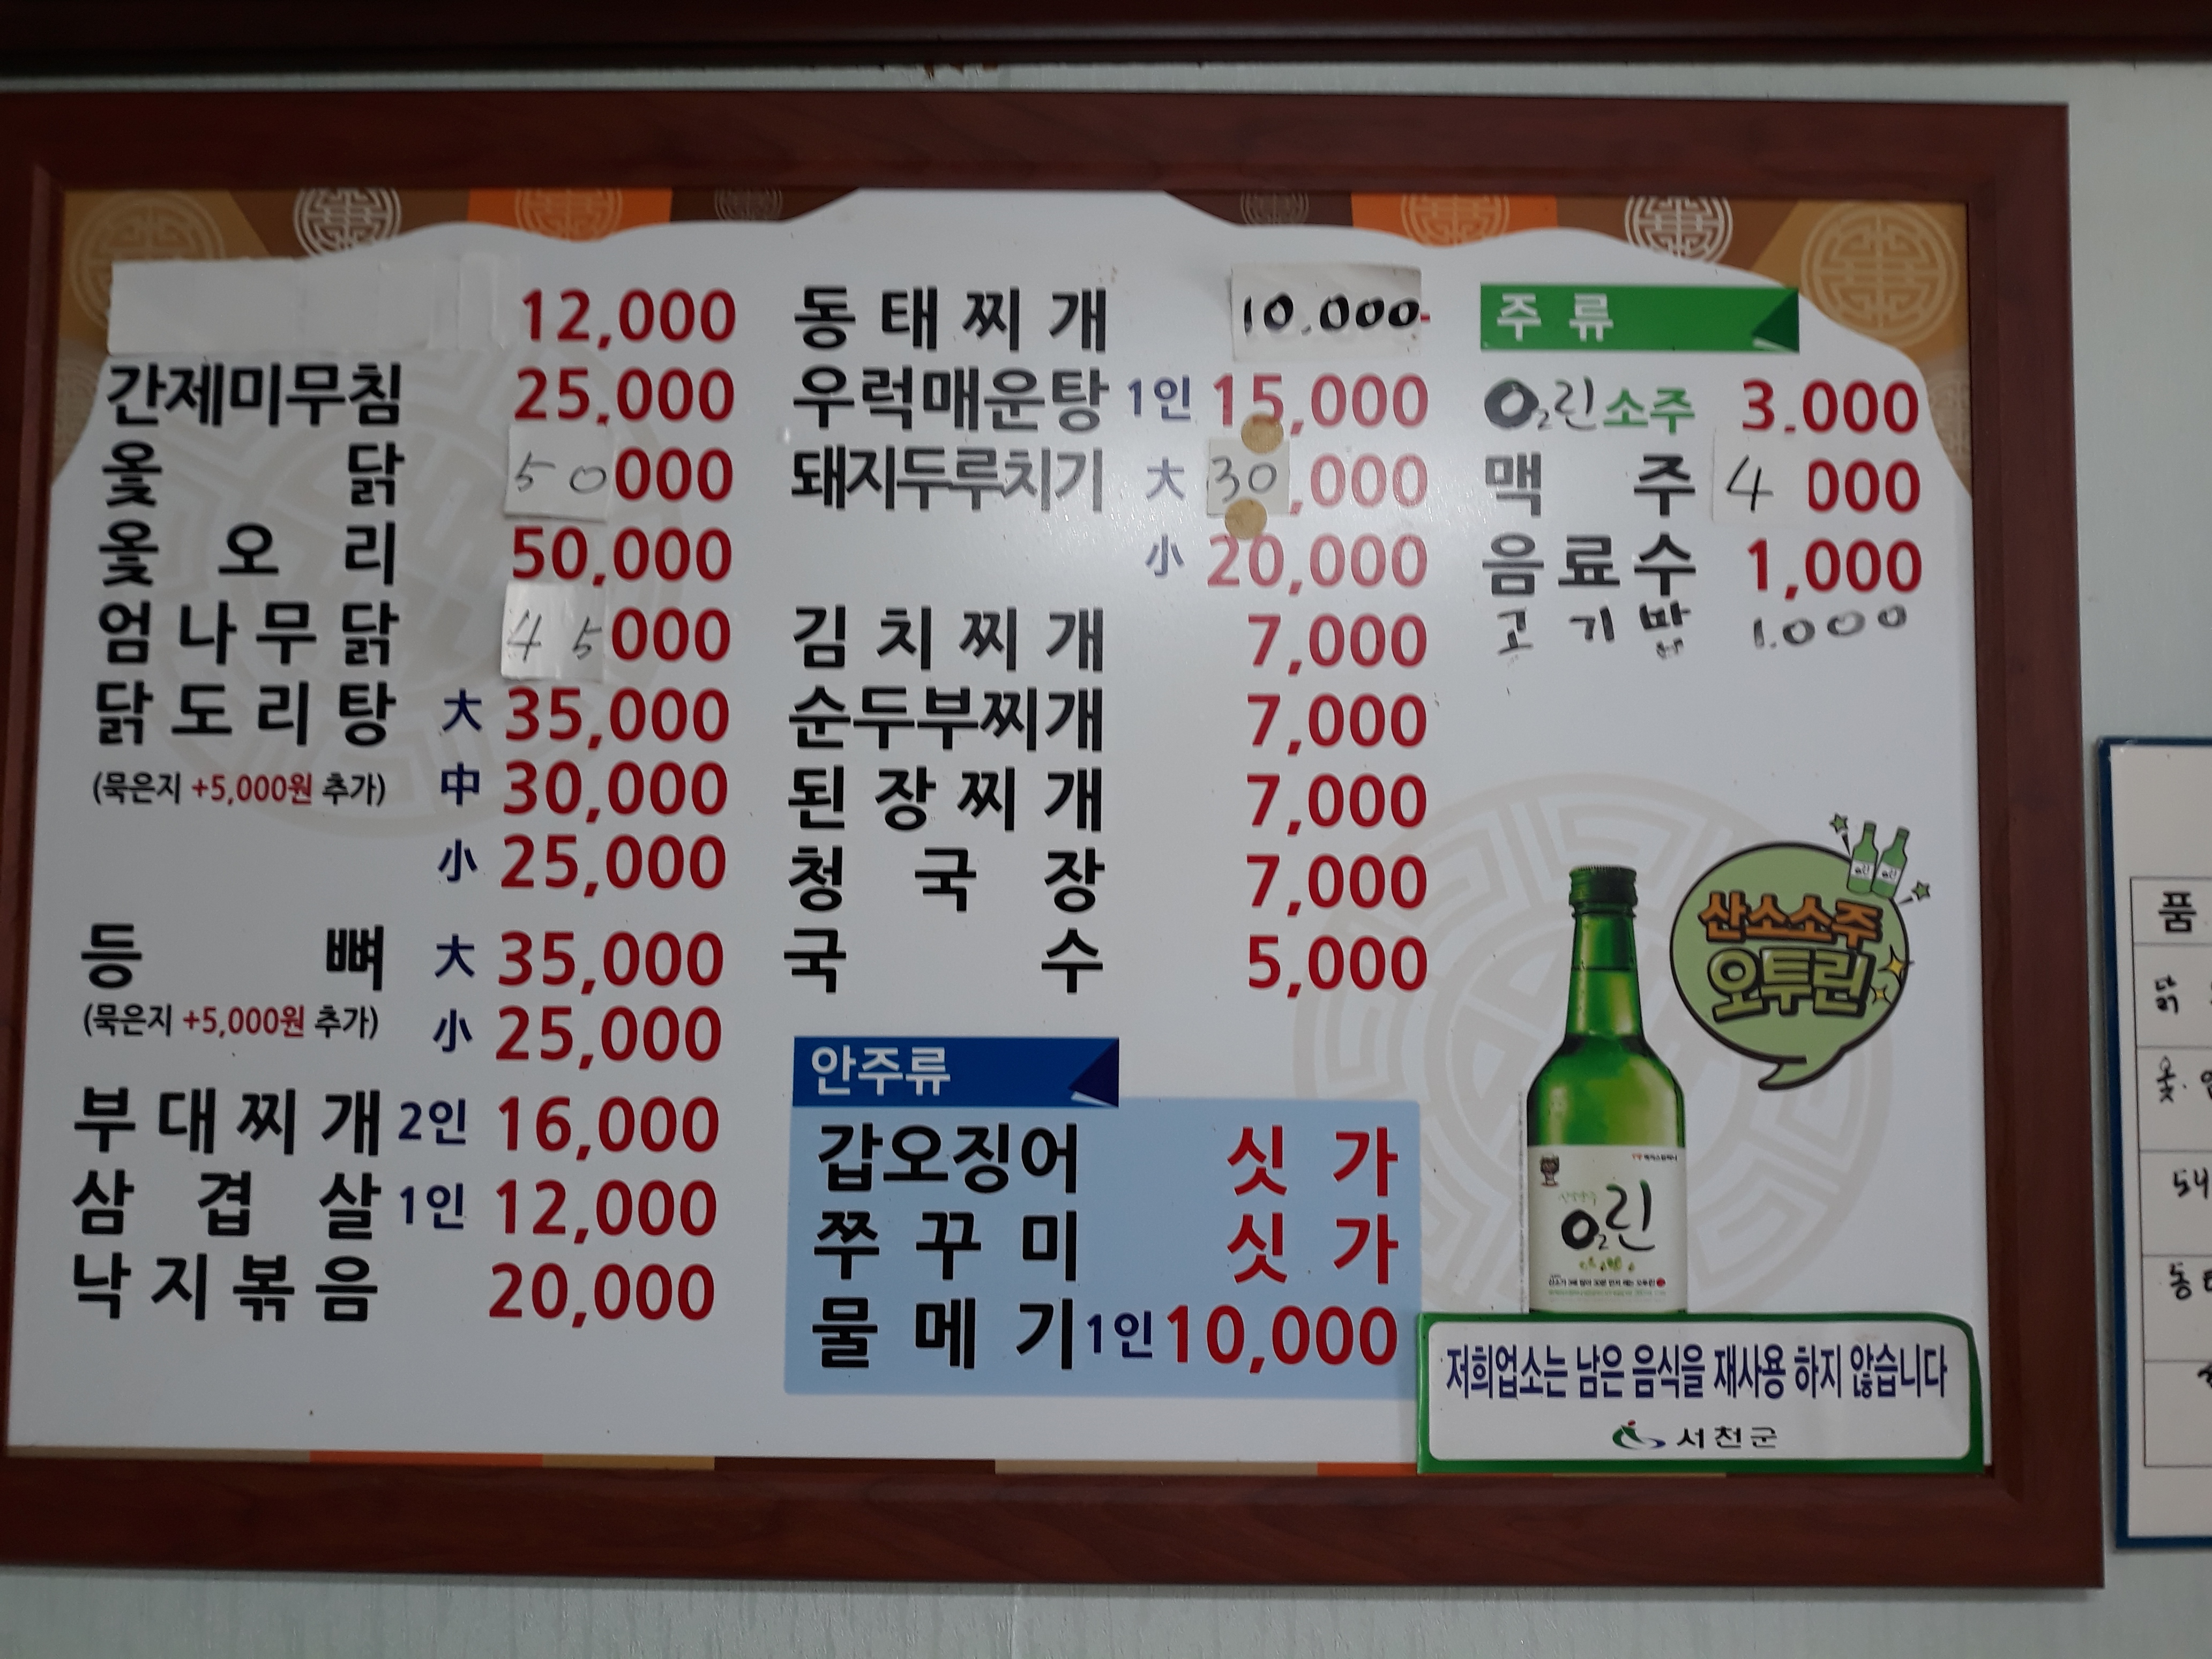 12,000
간제미무침 25,000
옻닭 50000
옻오리 50,000
엄나무닭 45000
닭도리탕 大 35,000
(묵은지 +5,000원 추가) 中 30,000
小 25,000
등뼈 大 35,000
(묵은지 +5,000원 추가) 小 25,000
부대찌개 2인 16,000
삼겹살 1인 12,000
낙지볶음 20,000
동태찌개 10.000
우럭매운탕 1인 15,000
돼지두루치기 大 30,000
小 20,000
김치찌개 7,000
순두부찌개 7,000
된장찌개 7,000
청국장 7,000
국수 5,000
안주류
갑오징어 싯가
쭈꾸미 싯가
물메기 1인 10,000
주류
O2린 소주 3.000
맥주 4 000
음료수 1,000
고기밥 1.000
산소소주
오투린
O2린
저희업소는 남은 음식을 재사용 하지 않습니다
서천군
품
닭
옻.
동